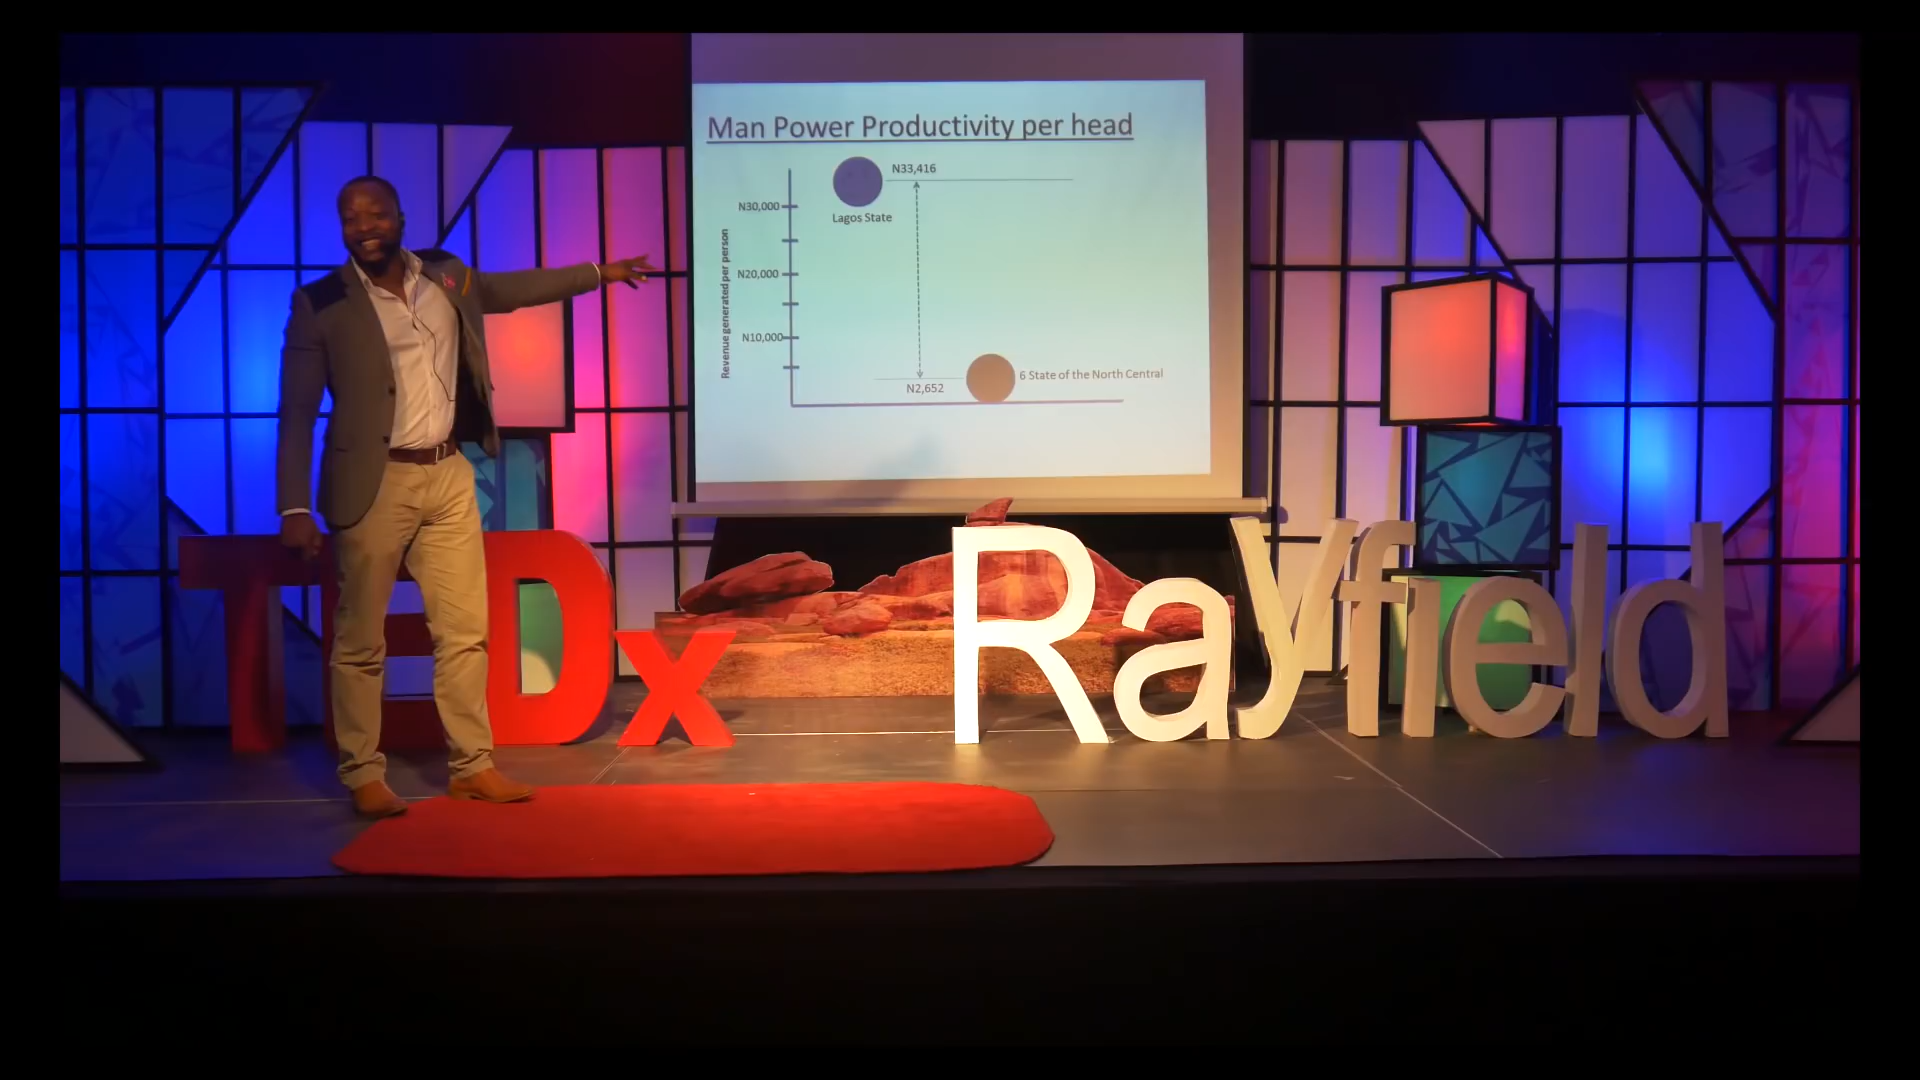 Man Power Productivity per head
N33,416
Lagos State
N30,000
N20,000
N10,000
Revenue generated per person
6 State of the North Central
N2,652
TEDx Rayfield